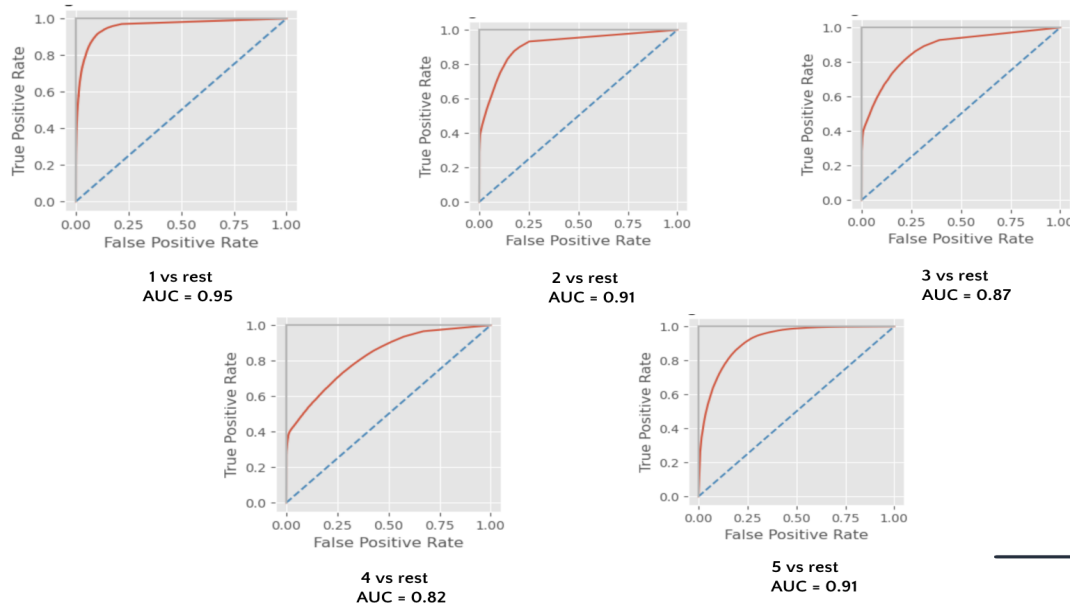 1.0
0.8
0.6
0.4
0.2
0.0
True Positive Rate
0.00 0.25 0.50 0.75 1.00
False Positive Rate
1 vs rest
AUC = 0.95
1.0
0.8
0.6
0.4
0.2
0.0
True Positive Rate
0.00 0.25 0.50 0.75 1.00
False Positive Rate
2 vs rest
AUC = 0.91
1.0
0.8
0.6
0.4
0.2
0.0
True Positive Rate
0.00 0.25 0.50 0.75 1.00
False Positive Rate
3 vs rest
AUC = 0.87
1.0
0.8
0.6
0.4
0.2
0.0
True Positive Rate
0.00 0.25 0.50 0.75 1.00
False Positive Rate
4 vs rest
AUC = 0.82
1.0
0.8
0.6
0.4
0.2
0.0
True Positive Rate
0.00 0.25 0.50 0.75 1.00
False Positive Rate
5 vs rest
AUC = 0.91